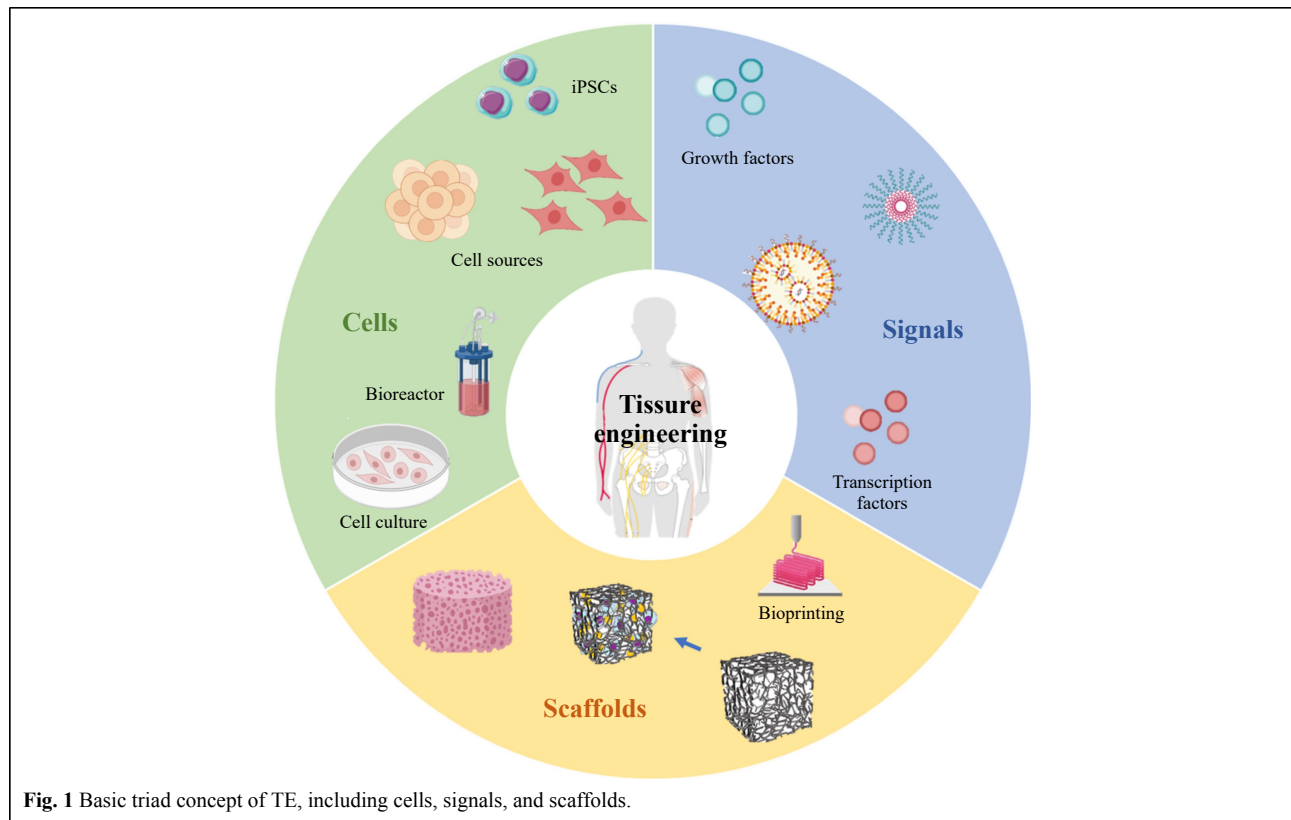 iPSCs
Cell sources
Cells
Bioreactor
Cell culture
Growth factors
Signals
Transcription
factors
Tissure
engineering
Bioprinting
Scaffolds
Fig. 1 Basic triad concept of TE, including cells, signals, and scaffolds.